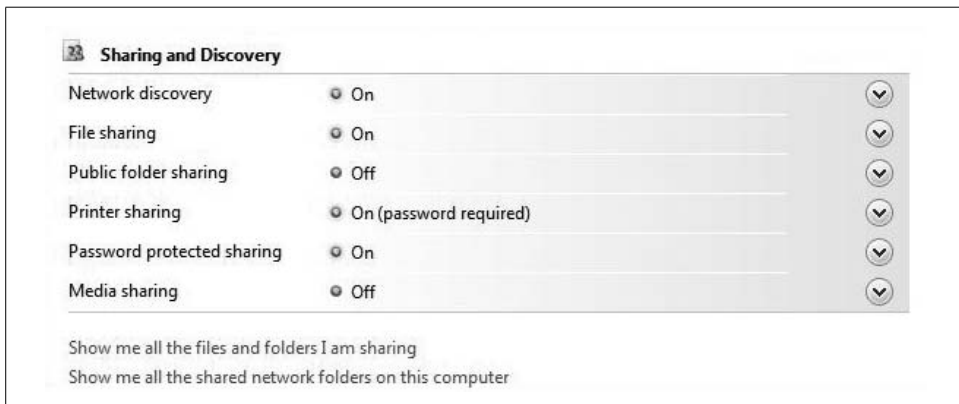 Sharing and Discovery
Network discovery On
File sharing On
Public folder sharing Off
Printer sharing On (password required)
Password protected sharing On
Media sharing Off
Show me all the files and folders I am sharing
Show me all the shared network folders on this computer